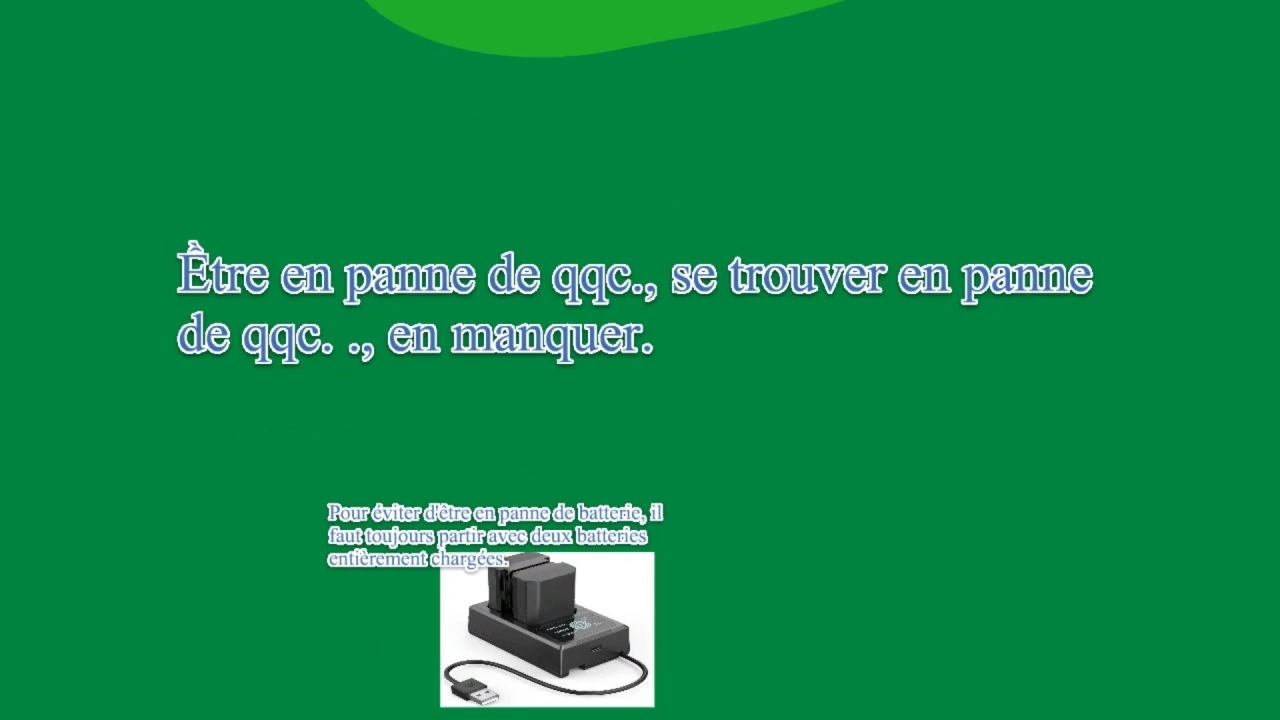 Être en panne de qqc., se trouver en panne
de qqc. ., en manquer.
Pour éviter d'être en panne de batterie, il
faut toujours partir avec deux batteries
entièrement chargées.